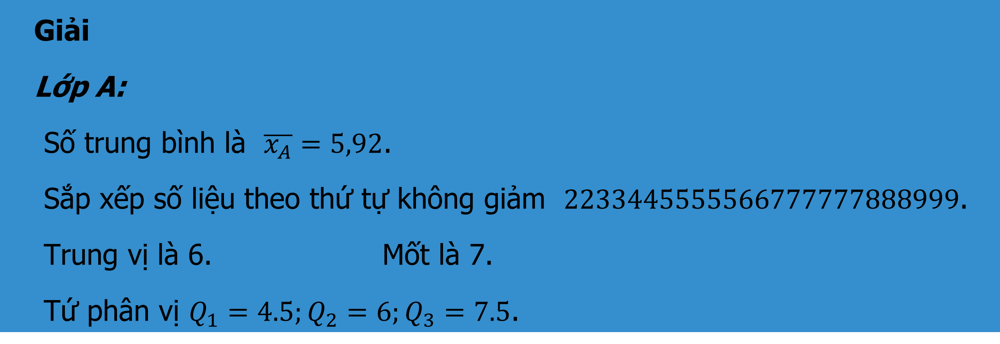 Giải
Lớp A:
Số trung bình là $\overline{x_A} = 5,92$.
Sắp xếp số liệu theo thứ tự không giảm 2233445555566777777888999.
Trung vị là 6. Mốt là 7.
Tứ phân vị $Q_1 = 4.5; Q_2 = 6; Q_3 = 7.5$.